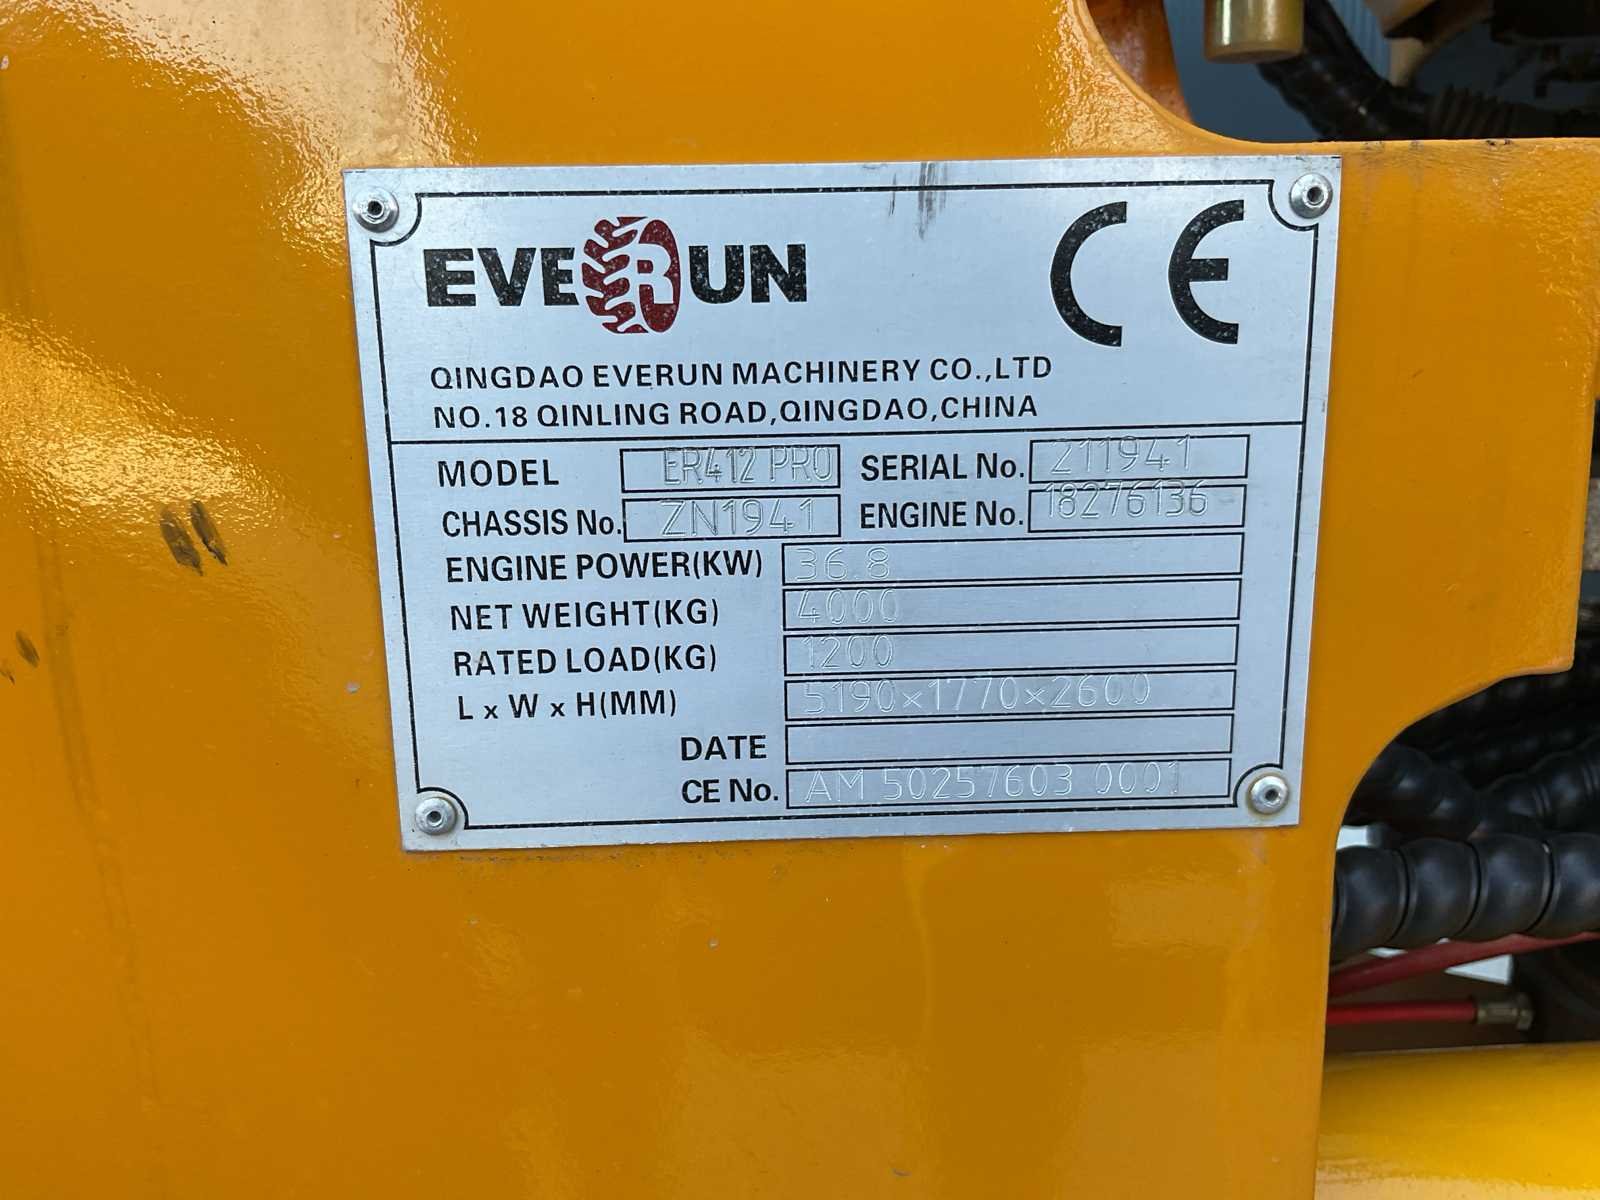 EVERUN CE
QINGDAO EVERUN MACHINERY CO.,LTD
NO.18 QINLING ROAD,QINGDAO,CHINA
MODEL ER412 PRO SERIAL No. 211941
CHASSIS No. ZN1941 ENGINE No. 18276136
ENGINE POWER(KW) 36.8
NET WEIGHT(KG) 4000
RATED LOAD(KG) 1200
L x W x H(MM) 5190×1770×2600
DATE
CE No. AM 50257603 0001